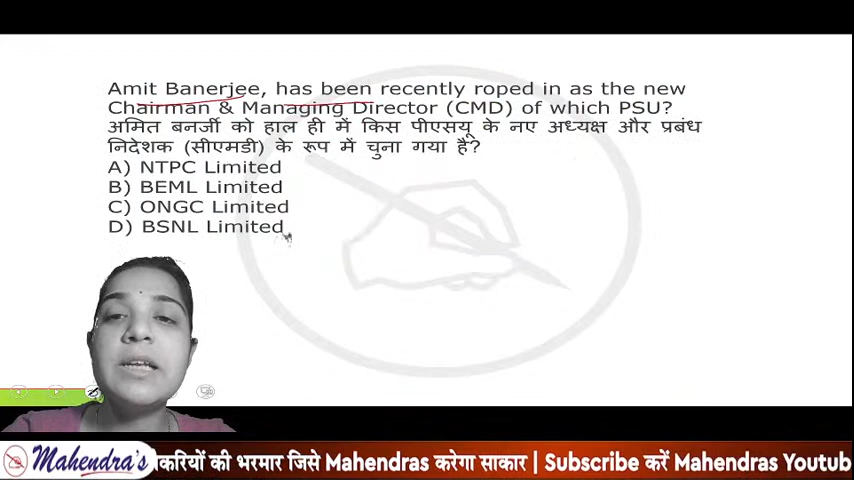 Amit Banerjee, has been recently roped in as the new
Chairman & Managing Director (CMD) of which PSU?
अमित बनर्जी को हाल ही में किस पीएसयू के नए अध्यक्ष और प्रबंध
निदेशक (सीएमडी) के रूप में चुना गया है?
A) NTPC Limited
B) BEML Limited
C) ONGC Limited
D) BSNL Limited
Mahendra's
करियों की भरमार जिसे Mahendras करेगा साकार | Subscribe करें Mahendras Youtub